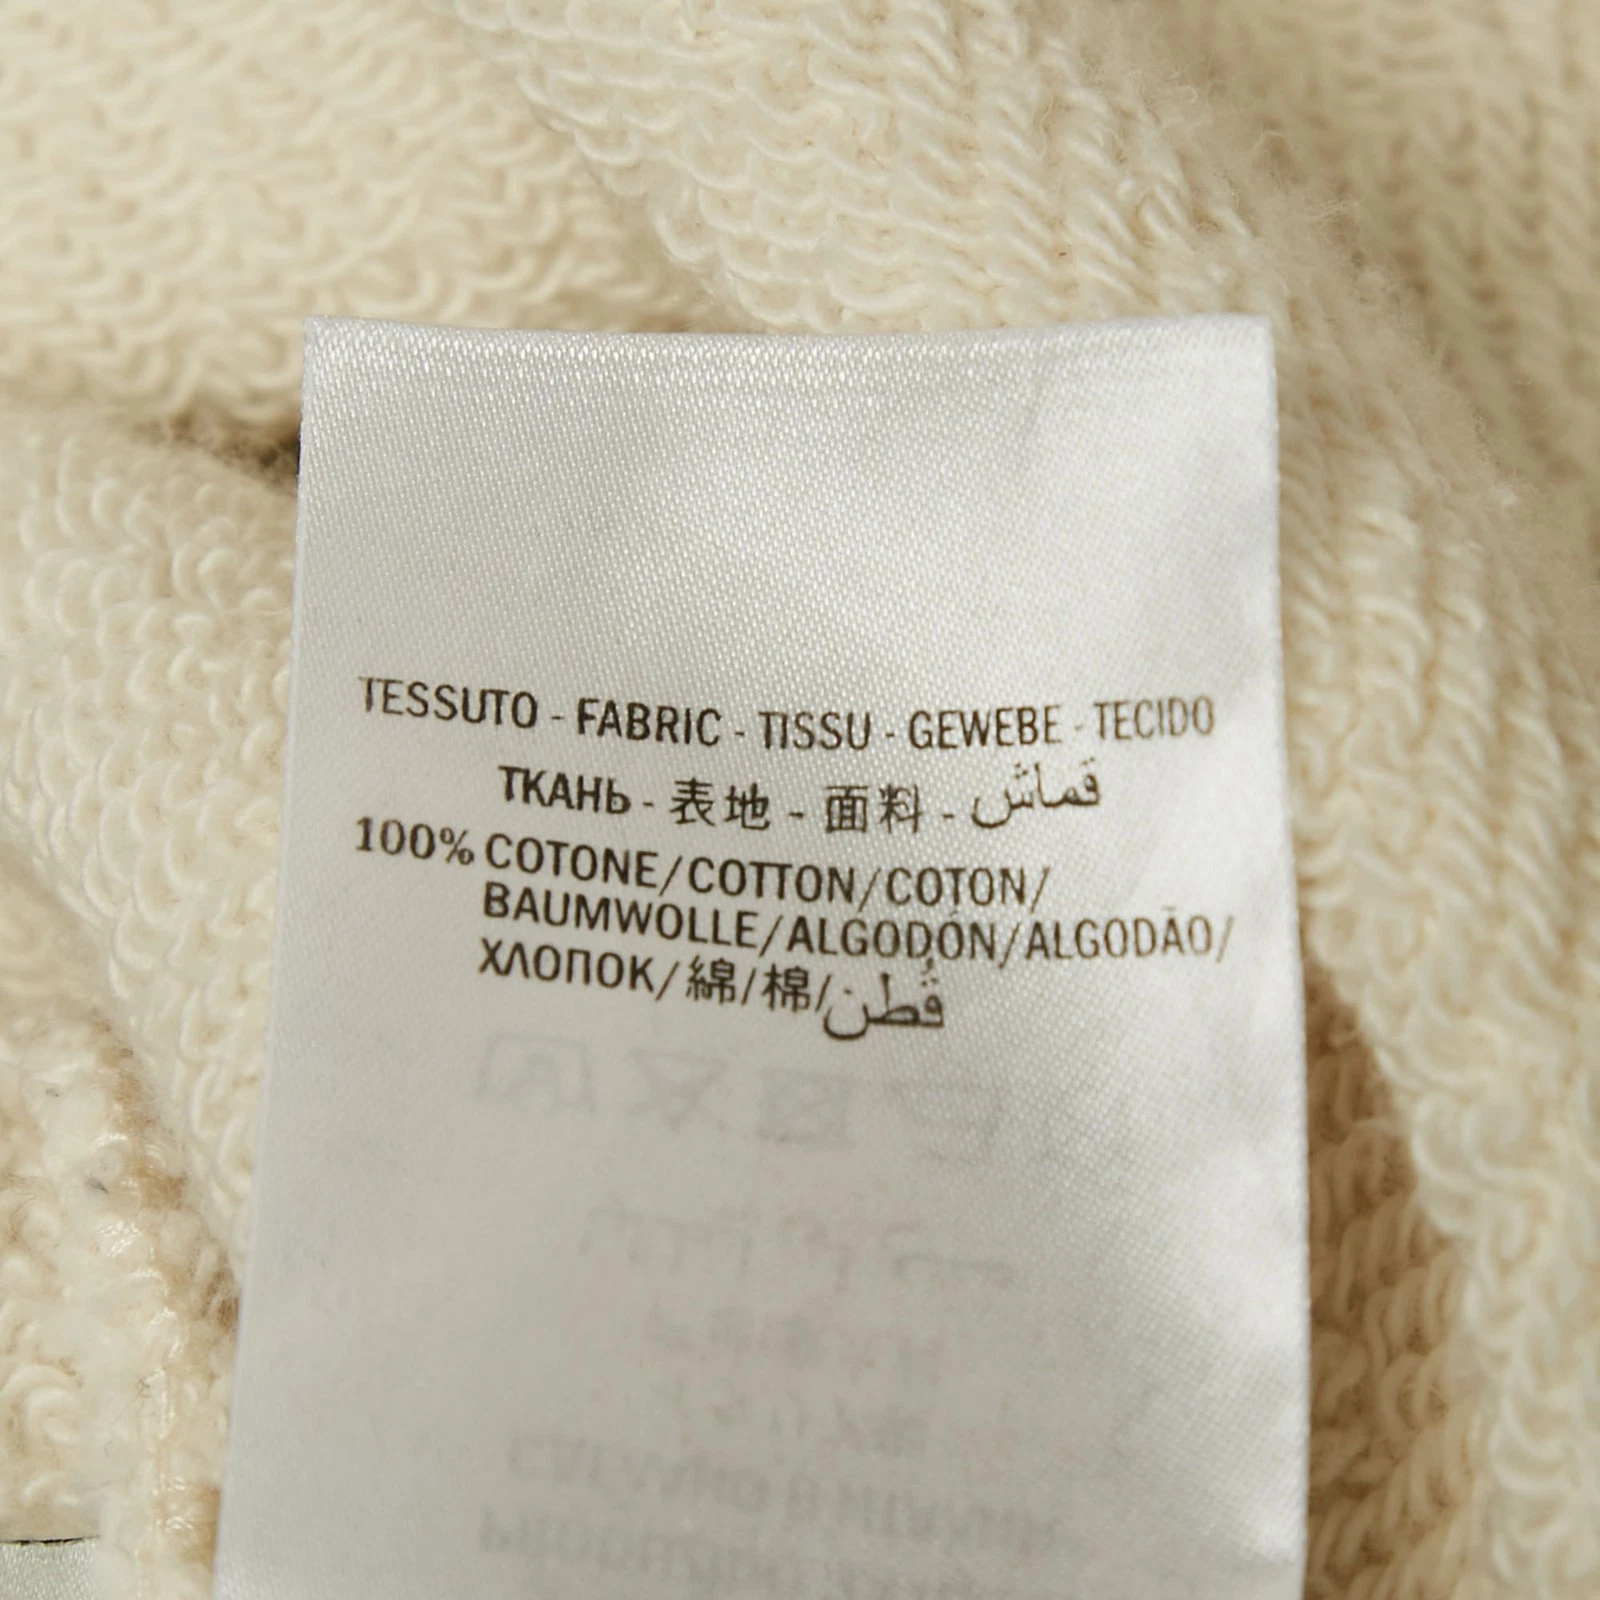 TESSUTO - FABRIC - TISSU - GEWEBE - TECIDO
ТКАНЬ - 表地 - 面料 - قماش
100% COTONE/COTTON/COTON/
BAUMWOLLE/ALGODÓN/ALGODÃO/
ХЛОПОК/綿/棉/قُطن